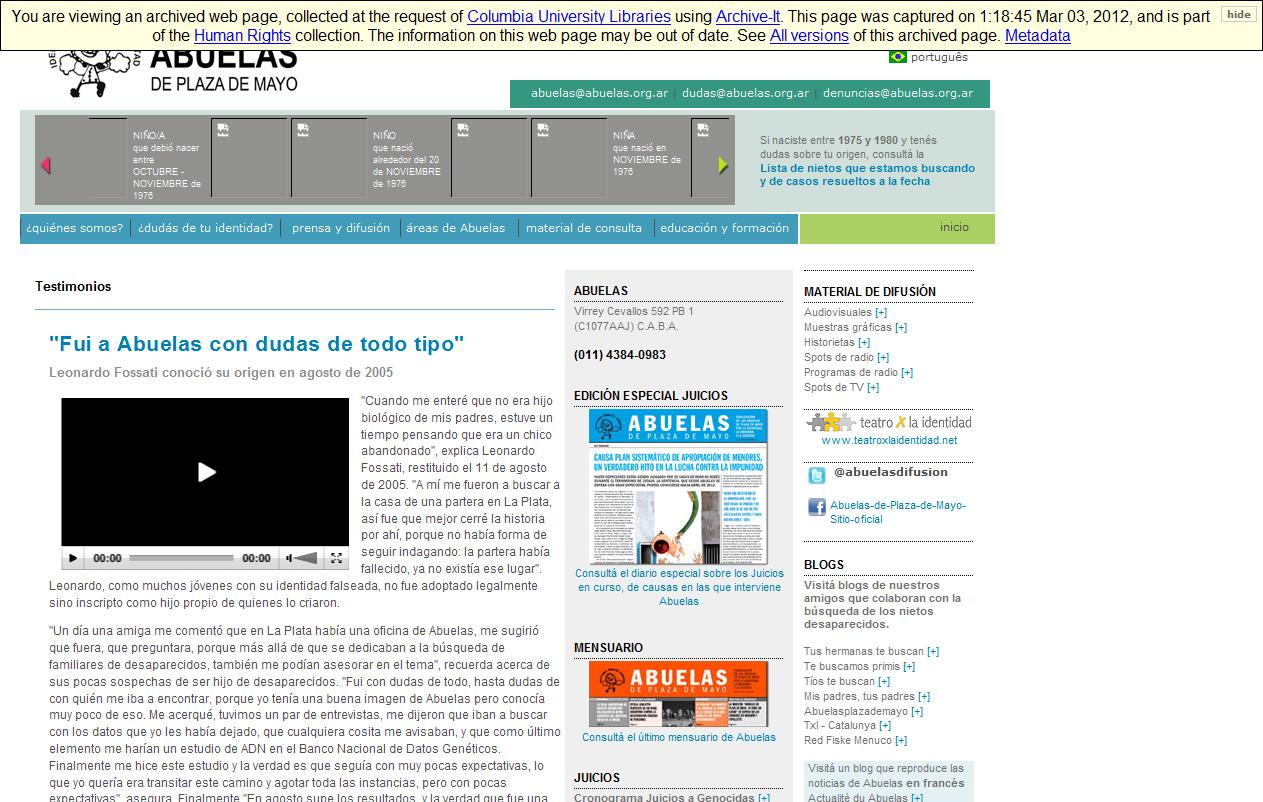 You are viewing an archived web page, collected at the request of Columbia University Libraries using Archive-It. This page was captured on 1:18:45 Mar 03, 2012, and is part
of the Human Rights collection. The information on this web page may be out of date. See All versions of this archived page. Metadata
hide
ABUELAS
DE PLAZA DE MAYO
português
abuelas@abuelas.org.ar | dudas@abuelas.org.ar | denuncias@abuelas.org.ar
NIÑO/A
que debió nacer
entre
OCTUBRE -
NOVIEMBRE de
1976
NIÑO
que nació
alrededor del 20
de NOVIEMBRE
de 1976
NIÑA
que nació en
NOVIEMBRE de
1976
Si naciste entre 1975 y 1980 y tenés
dudas sobre tu origen, consultá la
Lista de nietos que estamos buscando
y de casos resueltos a la fecha
¿quiénes somos?
¿dudás de tu identidad?
prensa y difusión
áreas de Abuelas
material de consulta
educación y formación
inicio
Testimonios
"Fui a Abuelas con dudas de todo tipo"
Leonardo Fossati conoció su origen en agosto de 2005
00:00
00:00
"Cuando me enteré que no era hijo
biológico de mis padres, estuve un
tiempo pensando que era un chico
abandonado", explica Leonardo
Fossati, restituido el 11 de agosto
de 2005. "A mí me fueron a buscar a
la casa de una partera en La Plata,
así fue que mejor cerré la historia
por ahí, porque no había forma de
seguir indagando: la partera había
fallecido, ya no existía ese lugar".
Leonardo, como muchos jóvenes con su identidad falseada, no fue adoptado legalmente
sino inscripto como hijo propio de quienes lo criaron.
"Un día una amiga me comentó que en La Plata había una oficina de Abuelas, me sugirió
que fuera, que preguntara, porque más allá de que se dedicaban a la búsqueda de
familiares de desaparecidos, también me podían asesorar en el tema", recuerda acerca de
sus pocas sospechas de ser hijo de desaparecidos. "Fui con dudas de todo, hasta dudas de
con quién me iba a encontrar, porque yo tenía una buena imagen de Abuelas pero conocía
muy poco de eso. Me acerqué, tuvimos un par de entrevistas, me dijeron que iban a buscar
con los datos que yo les había dejado, que cualquiera cosita me avisaban, y que como último
elemento me harían un estudio de ADN en el Banco Nacional de Datos Genéticos.
Finalmente me hice este estudio y la verdad es que seguía con muy pocas expectativas, lo
que yo quería era transitar este camino y agotar toda las instancias, pero con pocas
expectativas", asegura. Finalmente "En agosto supe los resultados, y la verdad que fue una
ABUELAS
Virrey Cevallos 592 PB 1
(C1077AAJ) C.A.B.A.
(011) 4384-0983
EDICIÓN ESPECIAL JUICIOS
ABUELAS
DE PLAZA DE MAYO
CAUSA PLAN SISTEMÁTICO DE APROPIACIÓN DE MENORES,
UN VERDADERO HITO EN LA LUCHA CONTRA LA IMPUNIDAD
Consultá el diario especial sobre los Juicios
en curso, de causas en las que interviene
Abuelas
MENSUARIO
ABUELAS
DE PLAZA DE MAYO
Consultá el último mensuario de Abuelas
JUICIOS
Cronograma Juicios a Genocidas [+]
MATERIAL DE DIFUSIÓN
Audiovisuales [+]
Muestras gráficas [+]
Historietas [+]
Spots de radio [+]
Programas de radio [+]
Spots de TV [+]
teatro X la identidad
www.teatroxlaidentidad.net
@abuelasdifusion
Abuelas-de-Plaza-de-Mayo-
Sitio-oficial
BLOGS
Visitá blogs de nuestros
amigos que colaboran con la
búsqueda de los nietos
desaparecidos.
Tus hermanas te buscan [+]
Te buscamos primis [+]
Tíos te buscan [+]
Mis padres, tus padres [+]
Abuelasplazademayo [+]
Txl - Catalunya [+]
Red Fiske Menuco [+]
Visitá un blog que reproduce las
noticias de Abuelas en francés
Actualité du Abuelas [+]